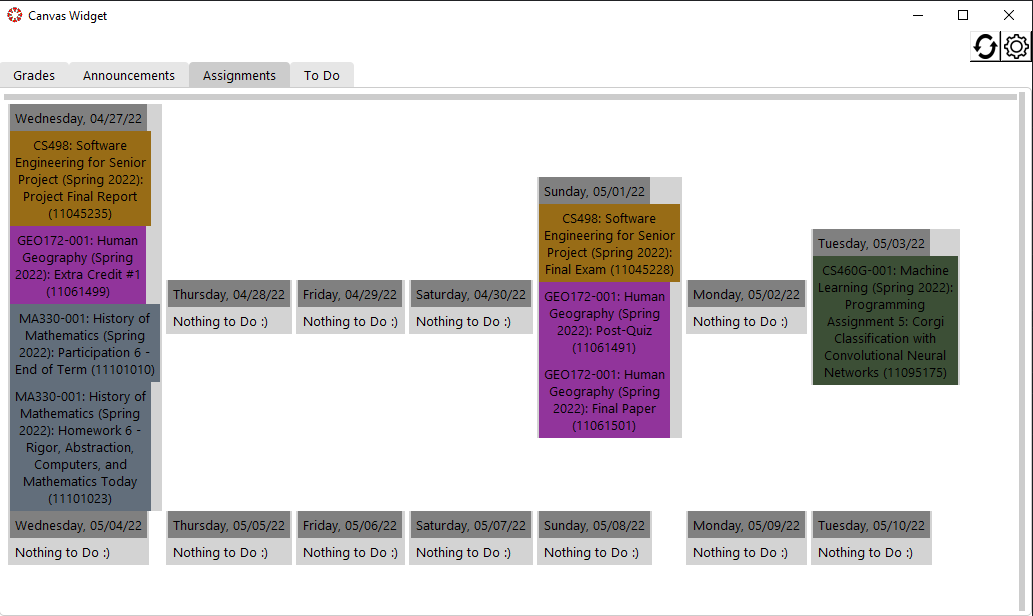 Canvas Widget
Grades
Announcements
Assignments
To Do
Wednesday, 04/27/22
CS498: Software
Engineering for Senior
Project (Spring 2022):
Project Final Report
(11045235)
GEO172-001: Human
Geography (Spring
2022): Extra Credit #1
(11061499)
MA330-001: History of
Mathematics (Spring
2022): Participation 6 -
End of Term (11101010)
MA330-001: History of
Mathematics (Spring
2022): Homework 6 -
Rigor, Abstraction,
Computers, and
Mathematics Today
(11101023)
Thursday, 04/28/22
Nothing to Do :)
Friday, 04/29/22
Nothing to Do :)
Saturday, 04/30/22
Nothing to Do :)
Sunday, 05/01/22
CS498: Software
Engineering for Senior
Project (Spring 2022):
Final Exam (11045228)
GEO172-001: Human
Geography (Spring
2022): Post-Quiz
(11061491)
GEO172-001: Human
Geography (Spring
2022): Final Paper
(11061501)
Monday, 05/02/22
Nothing to Do :)
Tuesday, 05/03/22
CS460G-001: Machine
Learning (Spring 2022):
Programming
Assignment 5: Corgi
Classification with
Convolutional Neural
Networks (11095175)
Wednesday, 05/04/22
Nothing to Do :)
Thursday, 05/05/22
Nothing to Do :)
Friday, 05/06/22
Nothing to Do :)
Saturday, 05/07/22
Nothing to Do :)
Sunday, 05/08/22
Nothing to Do :)
Monday, 05/09/22
Nothing to Do :)
Tuesday, 05/10/22
Nothing to Do :)